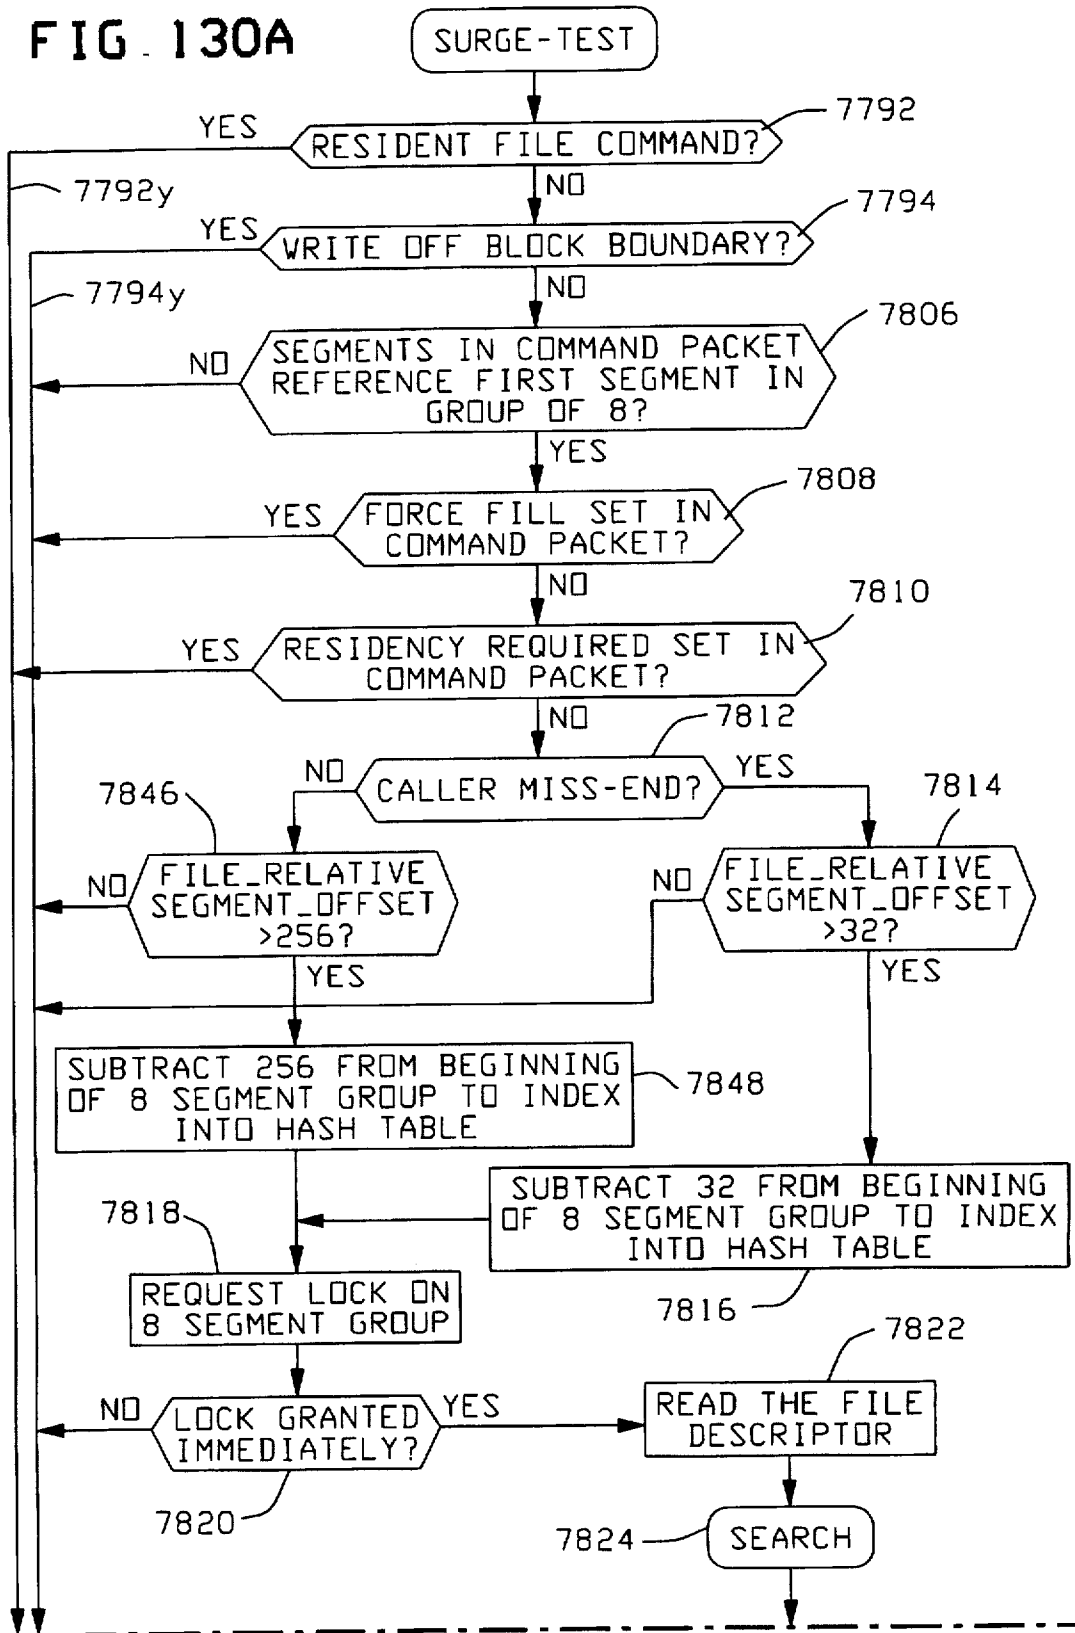 FIG. 130A
SURGE-TEST
7792
YES
RESIDENT FILE COMMAND?
7792y
NO
7794
YES
WRITE OFF BLOCK BOUNDARY?
7794y
NO
7806
SEGMENTS IN COMMAND PACKET
REFERENCE FIRST SEGMENT IN
GROUP OF 8?
NO
YES
7808
YES
FORCE FILL SET IN
COMMAND PACKET?
NO
7810
YES
RESIDENCY REQUIRED SET IN
COMMAND PACKET?
NO
7812
NO
CALLER MISS-END?
YES
7846
7814
FILE_RELATIVE
SEGMENT_OFFSET
>256?
NO
YES
FILE_RELATIVE
SEGMENT_OFFSET
>32?
NO
YES
SUBTRACT 256 FROM BEGINNING
OF 8 SEGMENT GROUP TO INDEX
INTO HASH TABLE
7848
SUBTRACT 32 FROM BEGINNING
OF 8 SEGMENT GROUP TO INDEX
INTO HASH TABLE
7816
7818
REQUEST LOCK ON
8 SEGMENT GROUP
7822
NO
LOCK GRANTED
IMMEDIATELY?
YES
7820
READ THE FILE
DESCRIPTOR
7824
SEARCH